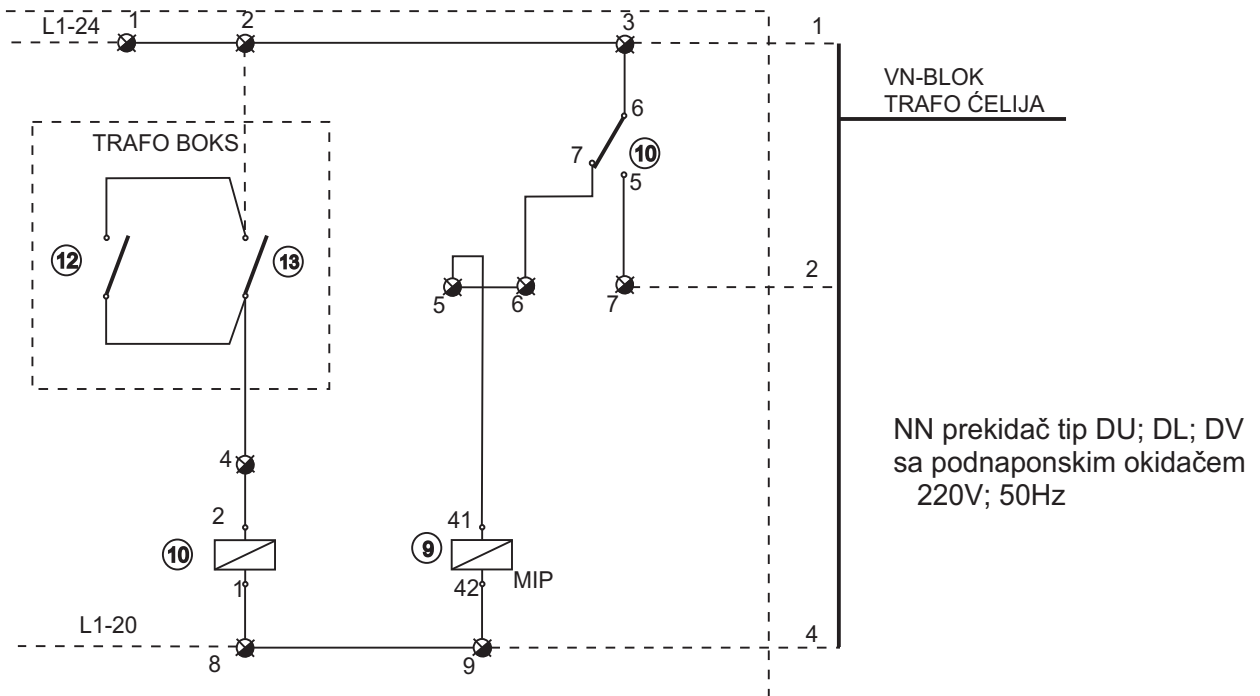 L1-24
1
2
3
1
VN-BLOK
TRAFO ĆELIJA
6
TRAFO BOKS
7
10
5
12
13
2
5
6
7
NN prekidač tip DU; DL; DV
sa podnaponskim okidačem
220V; 50Hz
4
2
41
10
9
1
42
MIP
L1-20
4
8
9